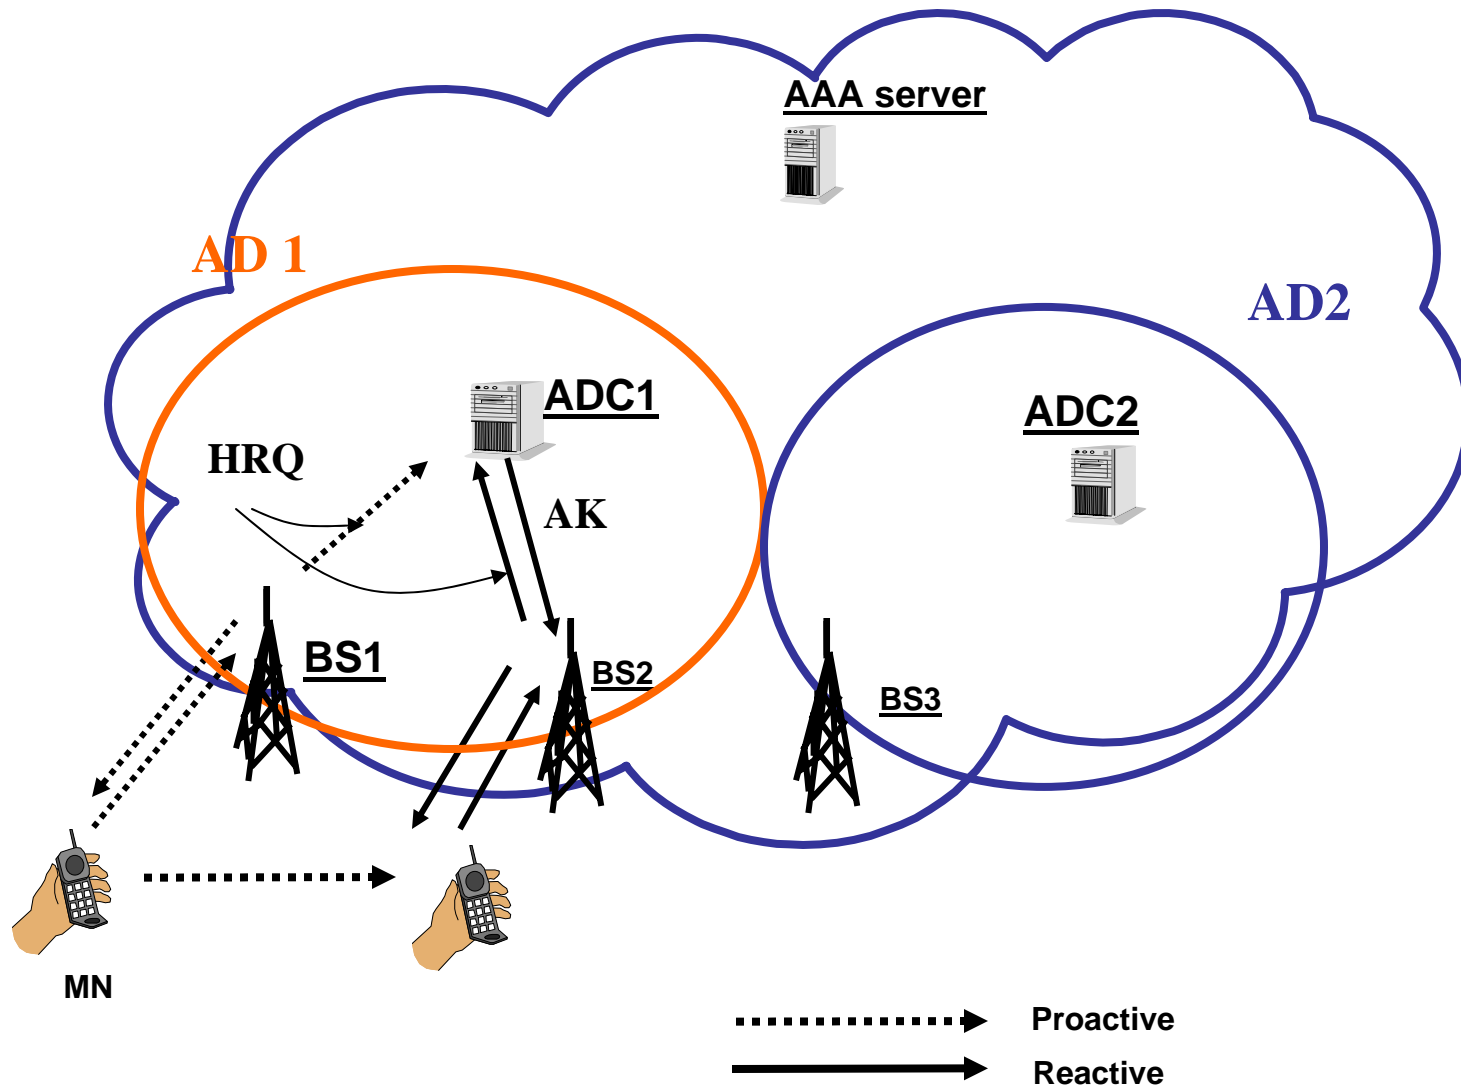 AAA server
AD 1
AD2
ADC1
ADC2
HRQ
AK
BS1
BS2
BS3
MN
Proactive
Reactive